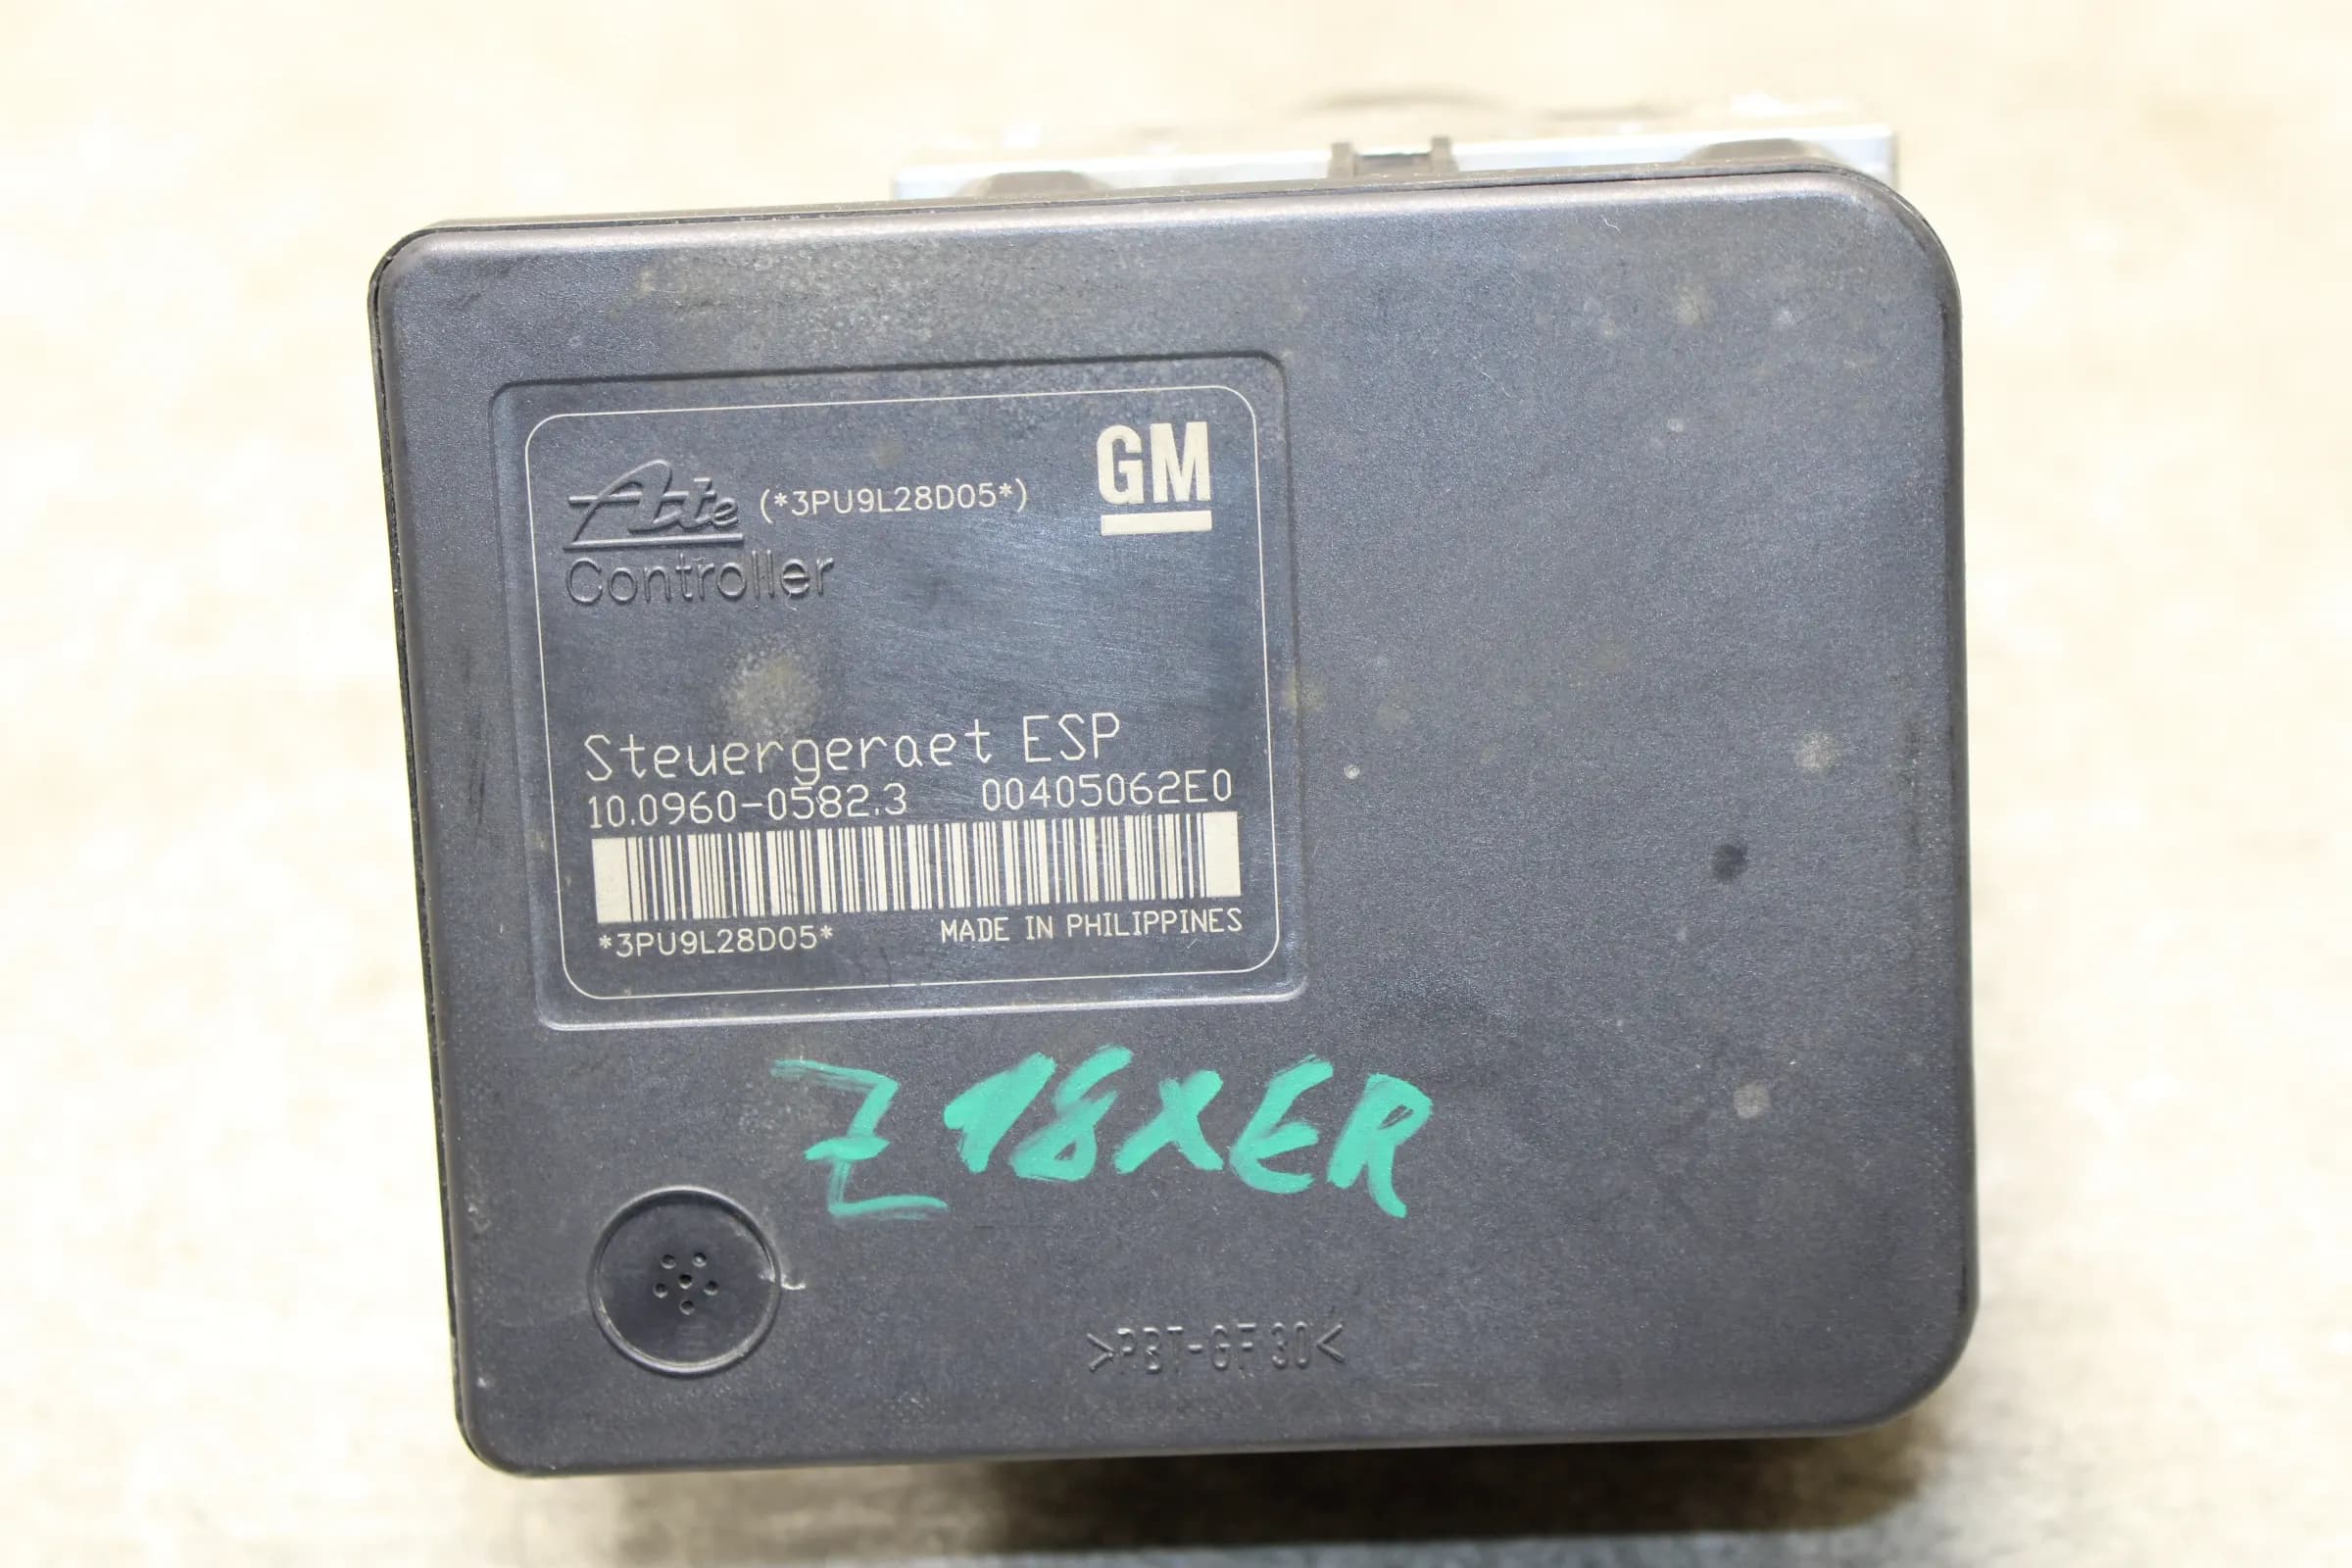 Ate (*3PU9L28D05*) GM
Controller
Steuergeraet ESP
10.0960-0582.3 00405062E0
*3PU9L28D05* MADE IN PHILIPPINES
Z18XER
>PBT-GF30<